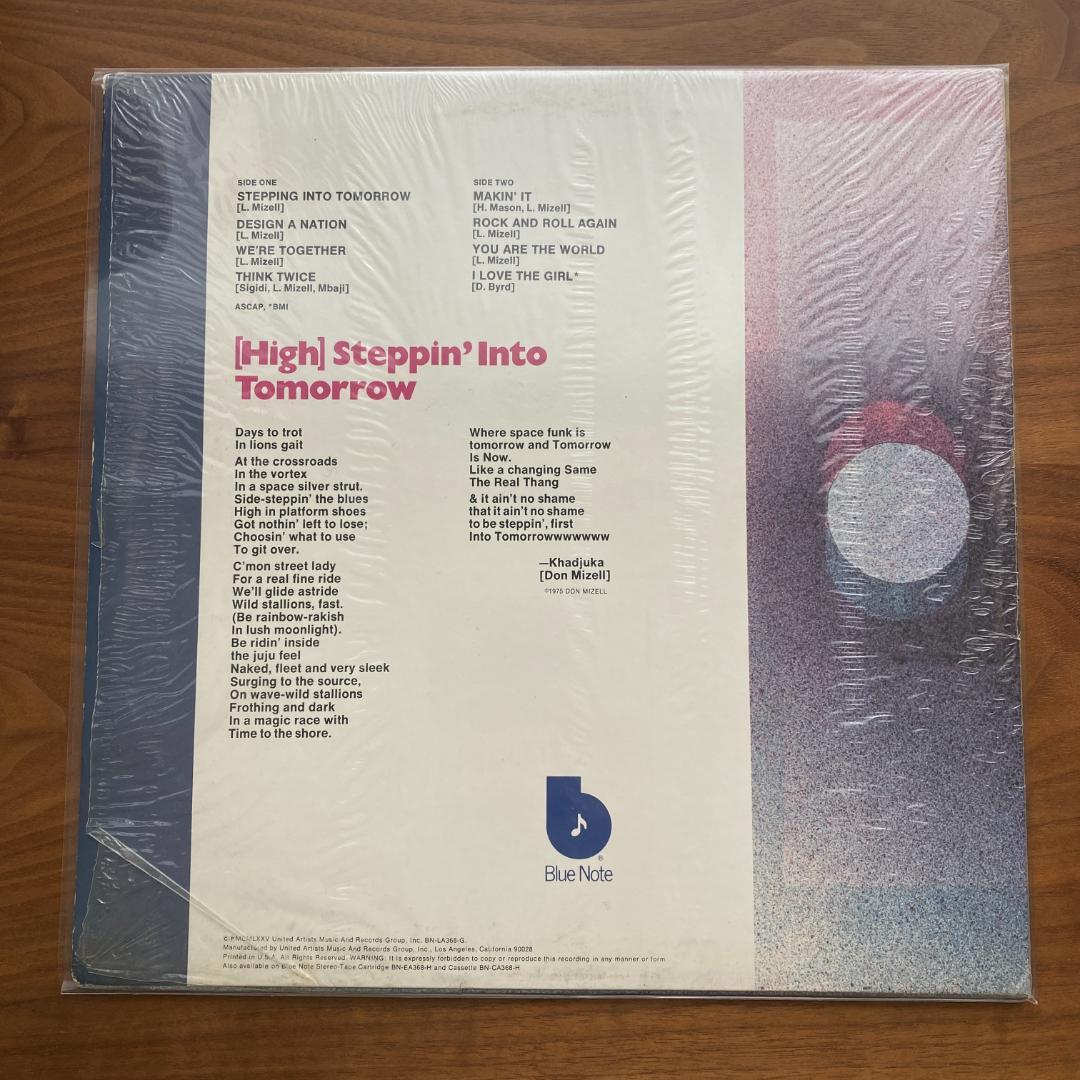 SIDE ONE
STEPPING INTO TOMORROW
[L. Mizell]
DESIGN A NATION
[L. Mizell]
WE'RE TOGETHER
[L. Mizell]
THINK TWICE
[Sigidi, L. Mizell, Mbaji]
ASCAP, *BMI
SIDE TWO
MAKIN' IT
[H. Mason, L. Mizell]
ROCK AND ROLL AGAIN
[L. Mizell]
YOU ARE THE WORLD
[L. Mizell]
I LOVE THE GIRL*
[D. Byrd]
[High] Steppin' Into
Tomorrow
Days to trot
In lions gait
At the crossroads
In the vortex
In a space silver strut.
Side-steppin' the blues
High in platform shoes
Got nothin' left to lose;
Choosin' what to use
To git over.
C'mon street lady
For a real fine ride
We'll glide astride
Wild stallions, fast.
(Be rainbow-rakish
In lush moonlight).
Be ridin' inside
the juju feel
Naked, fleet and very sleek
Surging to the source,
On wave-wild stallions
Frothing and dark
In a magic race with
Time to the shore.
Where space funk is
tomorrow and Tomorrow
Is Now.
Like a changing Same
The Real Thang
& it ain't no shame
that it ain't no shame
to be steppin', first
Into Tomorrowwwwwww
—Khadjuka
[Don Mizell]
©1975 DON MIZELL
b
®
Blue Note
©℗MCMLXXV United Artists Music And Records Group, Inc. BN-LA368-G.
Manufactured by United Artists Music And Records Group, Inc., Los Angeles, California 90028
Printed in U.S.A. All Rights Reserved. WARNING: It is expressly forbidden to copy or reproduce this recording in any manner or form
Also available on Blue Note Stereo-Tape Cartridge BN-EA368-H and Cassette BN-CA368-H